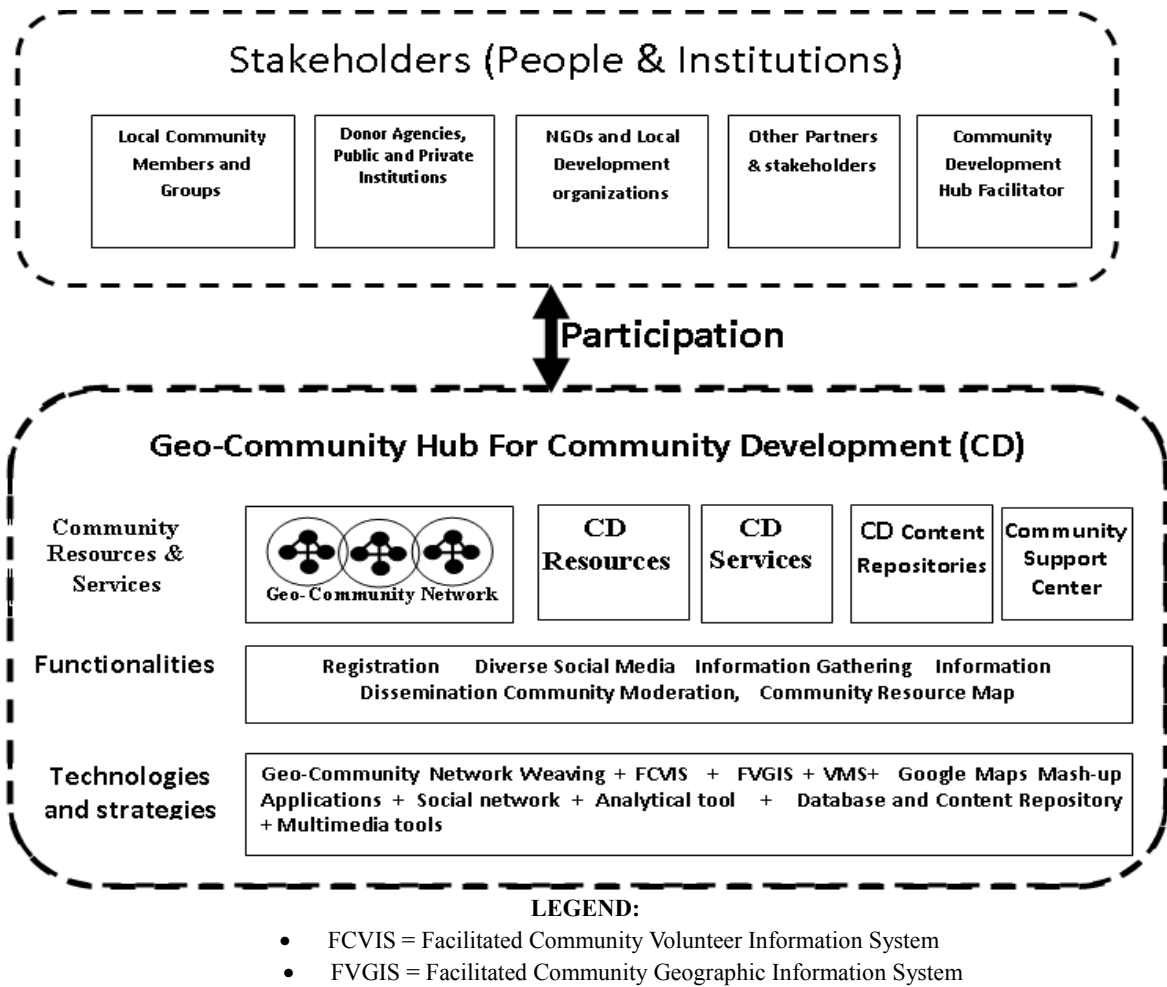 Stakeholders (People & Institutions)
Local Community
Members and
Groups
Donor Agencies,
Public and Private
Institutions
NGOs and Local
Development
organizations
Other Partners
& stakeholders
Community
Development
Hub Facilitator
Participation
Geo-Community Hub For Community Development (CD)
Community
Resources &
Services
Geo-Community Network
CD
Resources
CD
Services
CD Content
Repositories
Community
Support
Center
Functionalities
Registration Diverse Social Media Information Gathering Information
Dissemination Community Moderation, Community Resource Map
Technologies
and strategies
Geo-Community Network Weaving + FCVIS + FVGIS + VMS+ Google Maps Mash-up
Applications + Social network + Analytical tool + Database and Content Repository
+ Multimedia tools
LEGEND:
• FCVIS = Facilitated Community Volunteer Information System
• FVGIS = Facilitated Community Geographic Information System